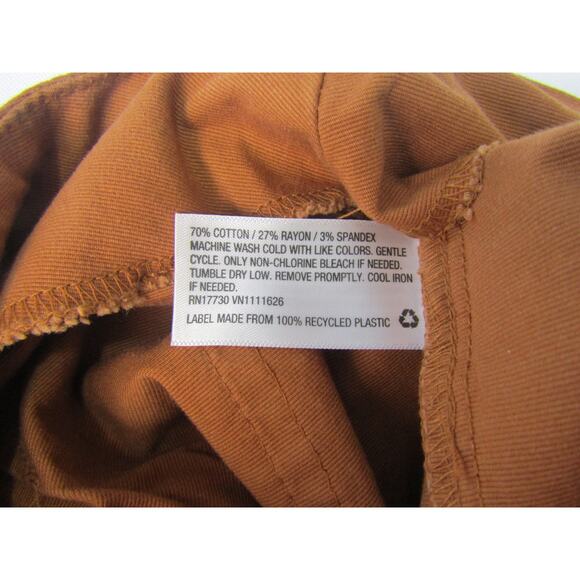 70% COTTON / 27% RAYON / 3% SPANDEX
MACHINE WASH COLD WITH LIKE COLORS. GENTLE
CYCLE. ONLY NON-CHLORINE BLEACH IF NEEDED.
TUMBLE DRY LOW. REMOVE PROMPTLY. COOL IRON
IF NEEDED.
RN17730 VN1111626
LABEL MADE FROM 100% RECYCLED PLASTIC